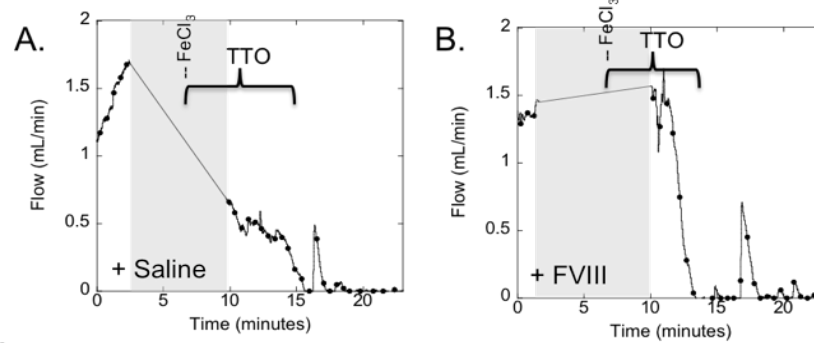 A.
-- FeCl3
TTO
2
1.5
1
0.5
0
Flow (mL/min)
+ Saline
0 5 10 15 20
Time (minutes)
B.
-- FeCl3
TTO
2
1.5
1
0.5
0
Flow (mL/min)
+ FVIII
0 5 10 15 20
Time (minutes)